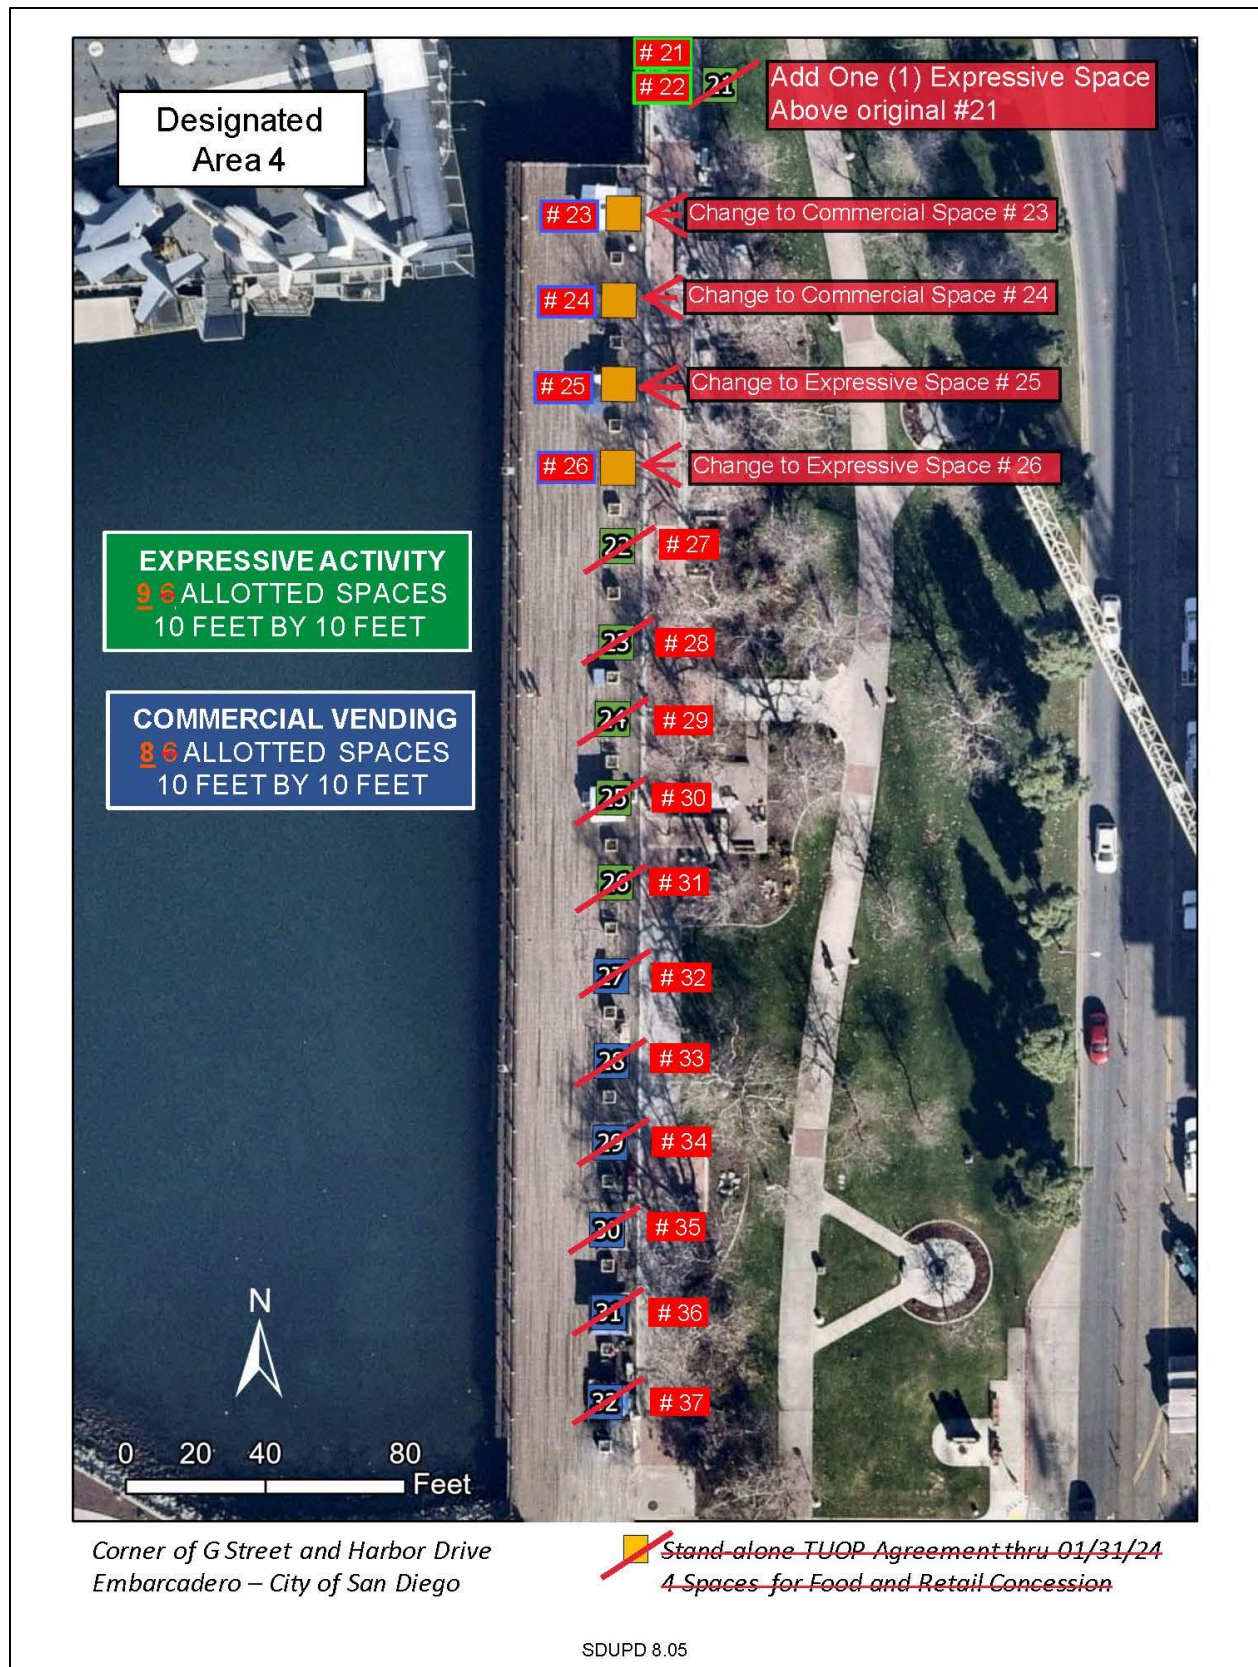 # 21
# 22
21
Add One (1) Expressive Space
Above original #21
Designated
Area 4
# 23
Change to Commercial Space # 23
# 24
Change to Commercial Space # 24
# 25
Change to Expressive Space # 25
# 26
Change to Expressive Space # 26
22
# 27
EXPRESSIVE ACTIVITY
9 6 ALLOTTED SPACES
10 FEET BY 10 FEET
23
# 28
24
# 29
COMMERCIAL VENDING
8 6 ALLOTTED SPACES
10 FEET BY 10 FEET
25
# 30
26
# 31
27
# 32
28
# 33
29
# 34
30
# 35
31
# 36
32
# 37
N
0 20 40 80
Feet
Corner of G Street and Harbor Drive
Embarcadero – City of San Diego
Stand-alone TUOP Agreement thru 01/31/24
4 Spaces for Food and Retail Concession
SDUPD 8.05